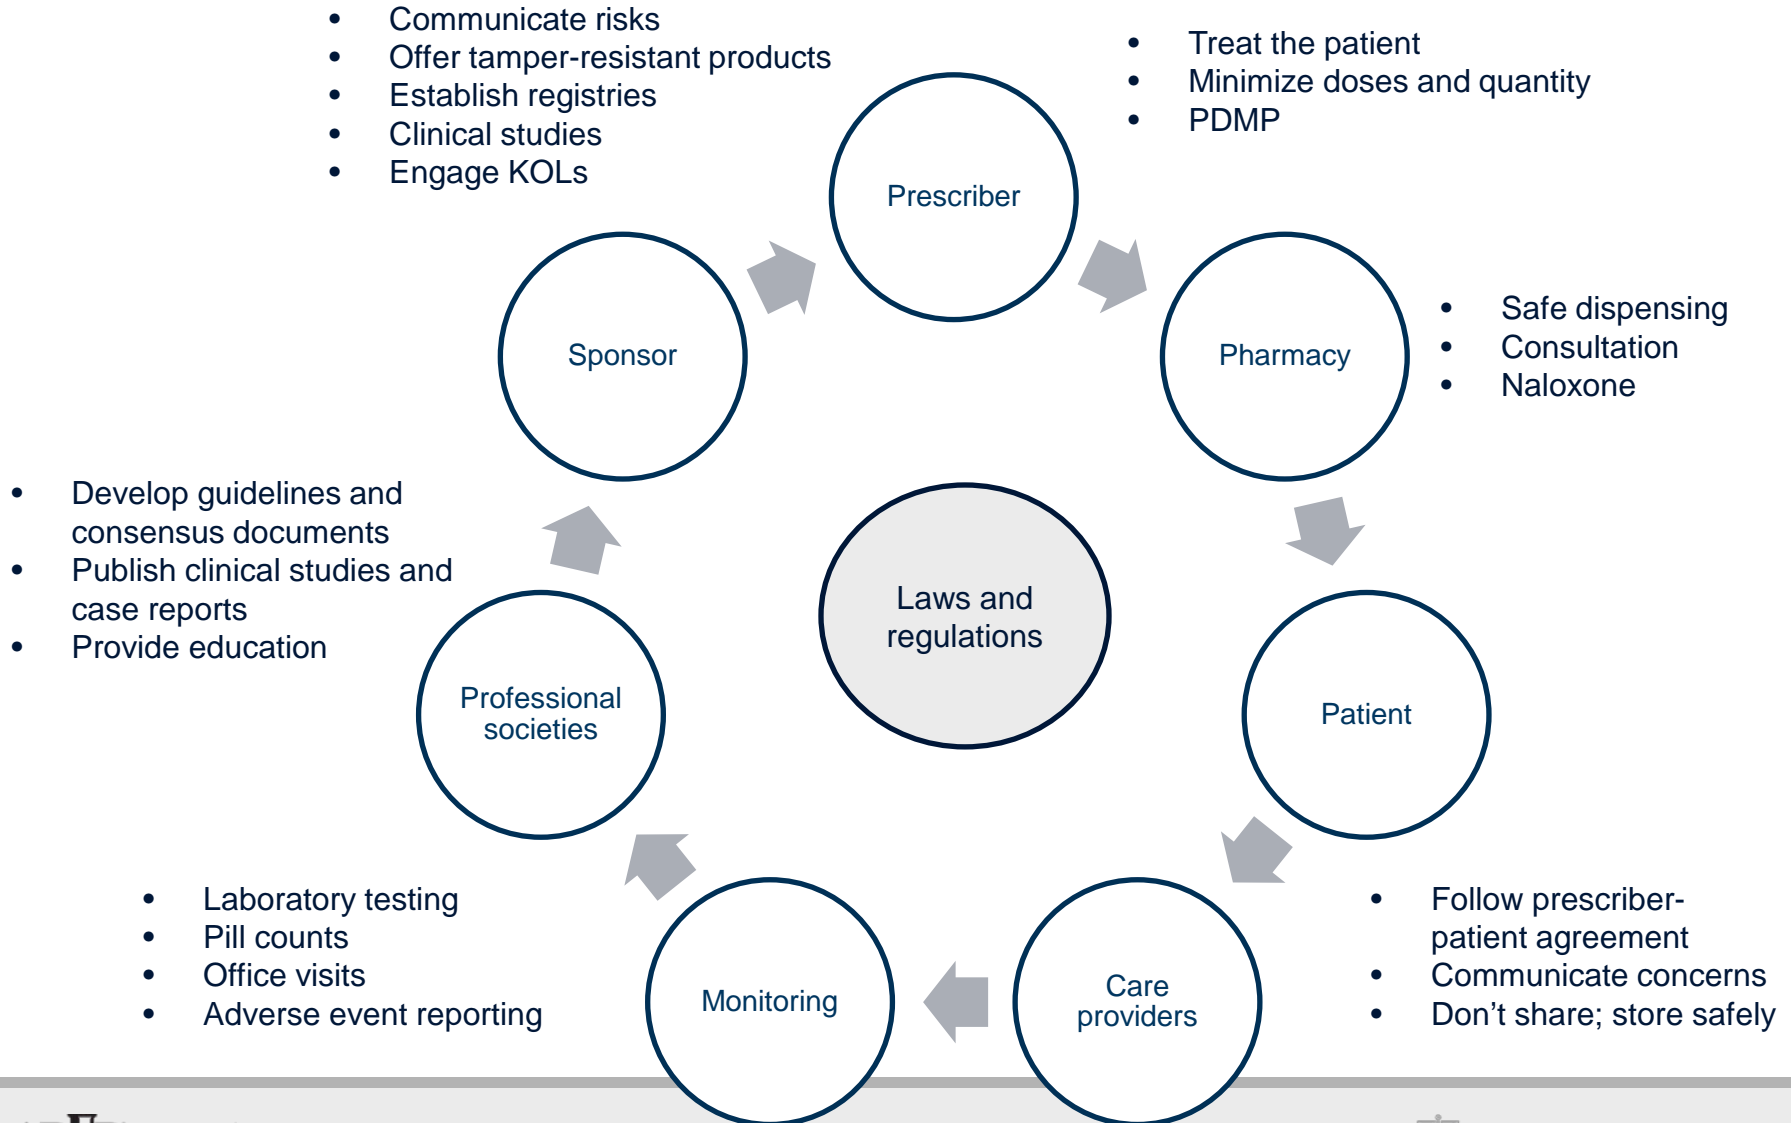 • Communicate risks
• Offer tamper-resistant products
• Establish registries
• Clinical studies
• Engage KOLs
• Treat the patient
• Minimize doses and quantity
• PDMP
Prescriber
Sponsor
Pharmacy
• Safe dispensing
• Consultation
• Naloxone
• Develop guidelines and
consensus documents
• Publish clinical studies and
case reports
• Provide education
Laws and
regulations
Professional
societies
Patient
• Laboratory testing
• Pill counts
• Office visits
• Adverse event reporting
Monitoring
Care
providers
• Follow prescriber-
patient agreement
• Communicate concerns
• Don't share; store safely